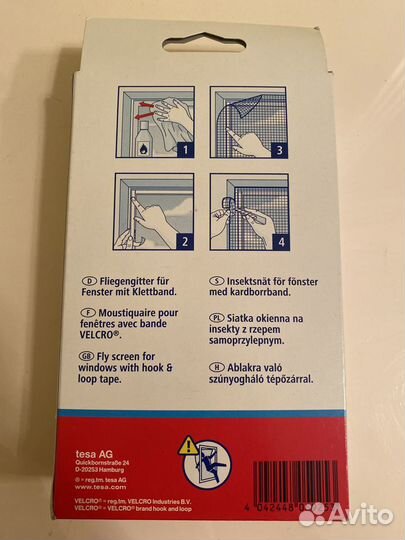 1
3
2
4
D Fliegengitter für
Fenster mit Klettband.
F Moustiquaire pour
fenêtres avec bande
VELCRO®.
GB Fly screen for
windows with hook &
loop tape.
S Insektsnät för fönster
med kardborrband.
PL Siatka okienna na
insekty z rzepem
samoprzylepnym.
H Ablakra való
szúnyogháló tépőzárral.
tesa AG
Quickbornstraße 24
D-20253 Hamburg
® = reg.tm. tesa AG
www.tesa.com
VELCRO® = reg.tm. VELCRO Industries B.V.
VELCRO® = VELCRO® brand hook and loop
4 042448 0
Avito